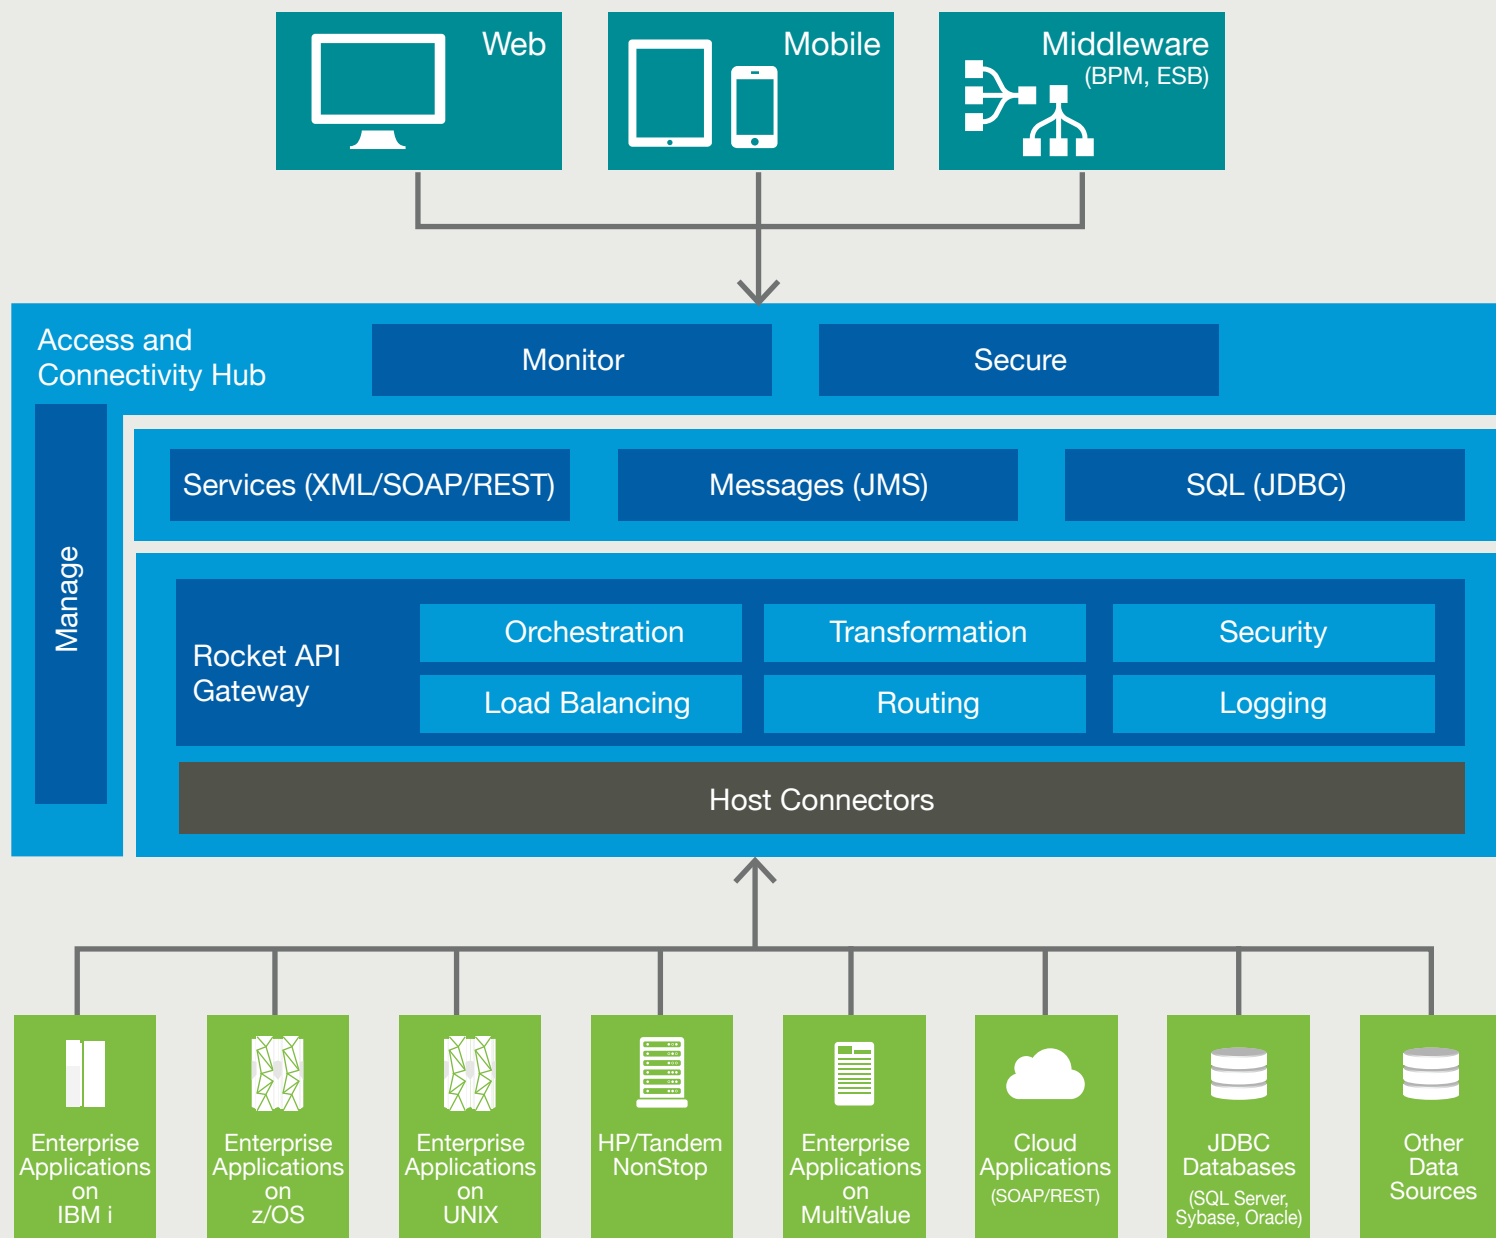 Web
Mobile
Middleware
(BPM, ESB)
Access and
Connectivity Hub
Monitor
Secure
Manage
Services (XML/SOAP/REST)
Messages (JMS)
SQL (JDBC)
Rocket API
Gateway
Orchestration
Transformation
Security
Load Balancing
Routing
Logging
Host Connectors
Enterprise
Applications
on
IBM i
Enterprise
Applications
on
z/OS
Enterprise
Applications
on
UNIX
HP/Tandem
NonStop
Enterprise
Applications
on
MultiValue
Cloud
Applications
(SOAP/REST)
JDBC
Databases
(SQL Server,
Sybase, Oracle)
Other
Data
Sources